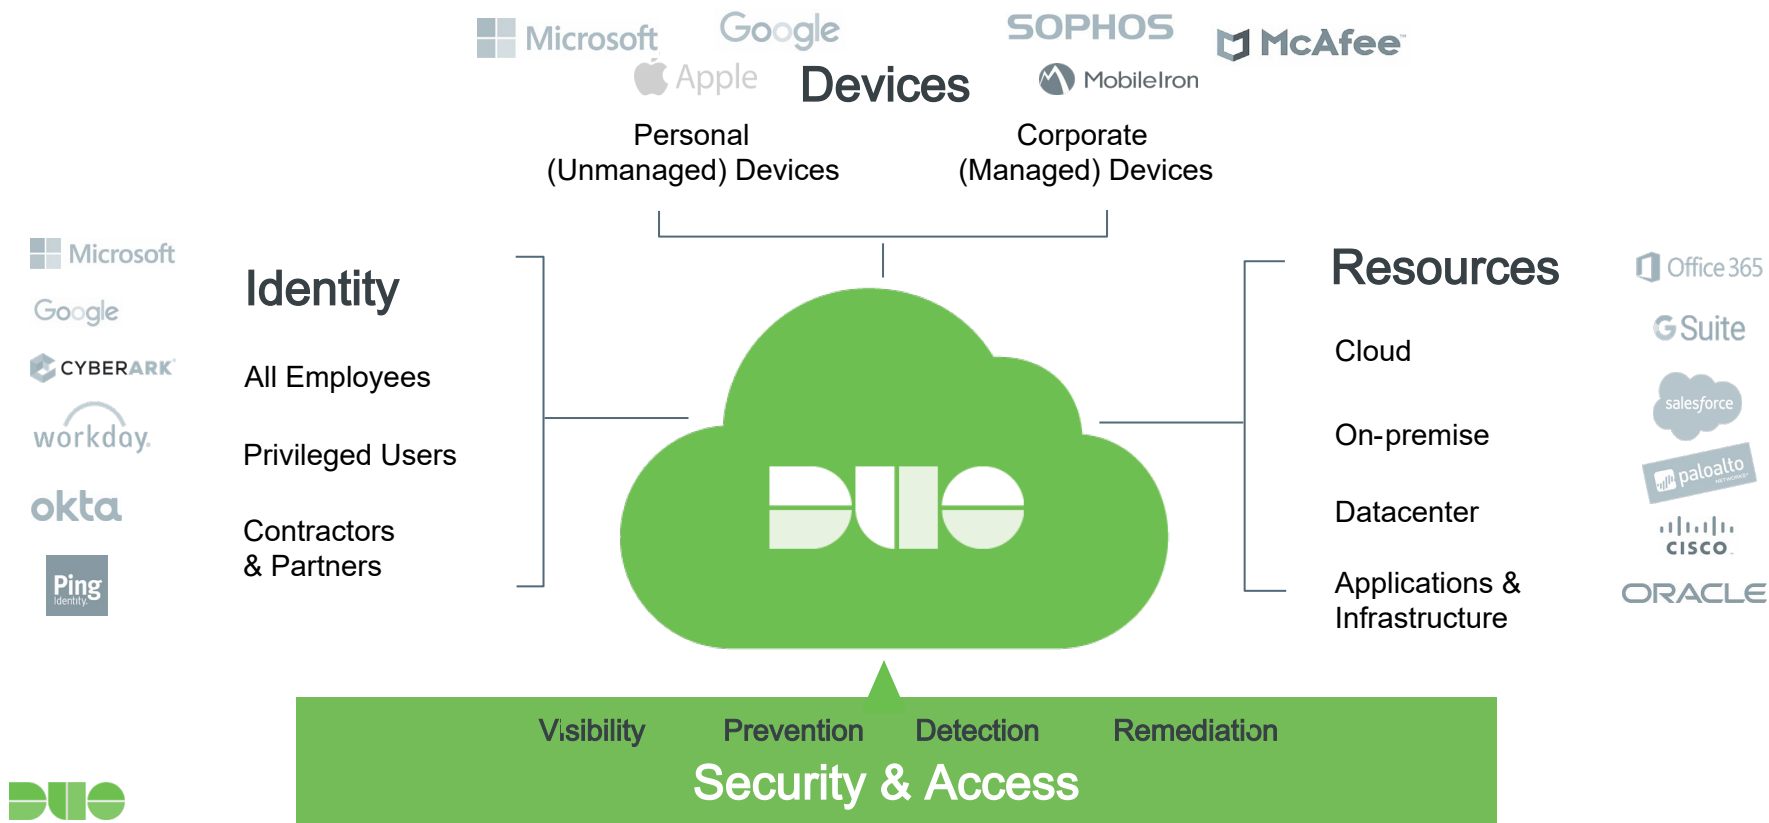 Microsoft
Google
SOPHOS
McAfee™
Apple
Devices
MobileIron
Personal
(Unmanaged) Devices
Corporate
(Managed) Devices
Microsoft
Google
CYBERARK®
workday.
okta
Ping
Identity.
Identity
All Employees
Privileged Users
Contractors
& Partners
DUO
Resources
Cloud
On-premise
Datacenter
Applications &
Infrastructure
Office 365
G Suite
salesforce
paloalto
NETWORKS
CISCO
ORACLE
Visibility
Prevention
Detection
Remediation
Security & Access
DUO